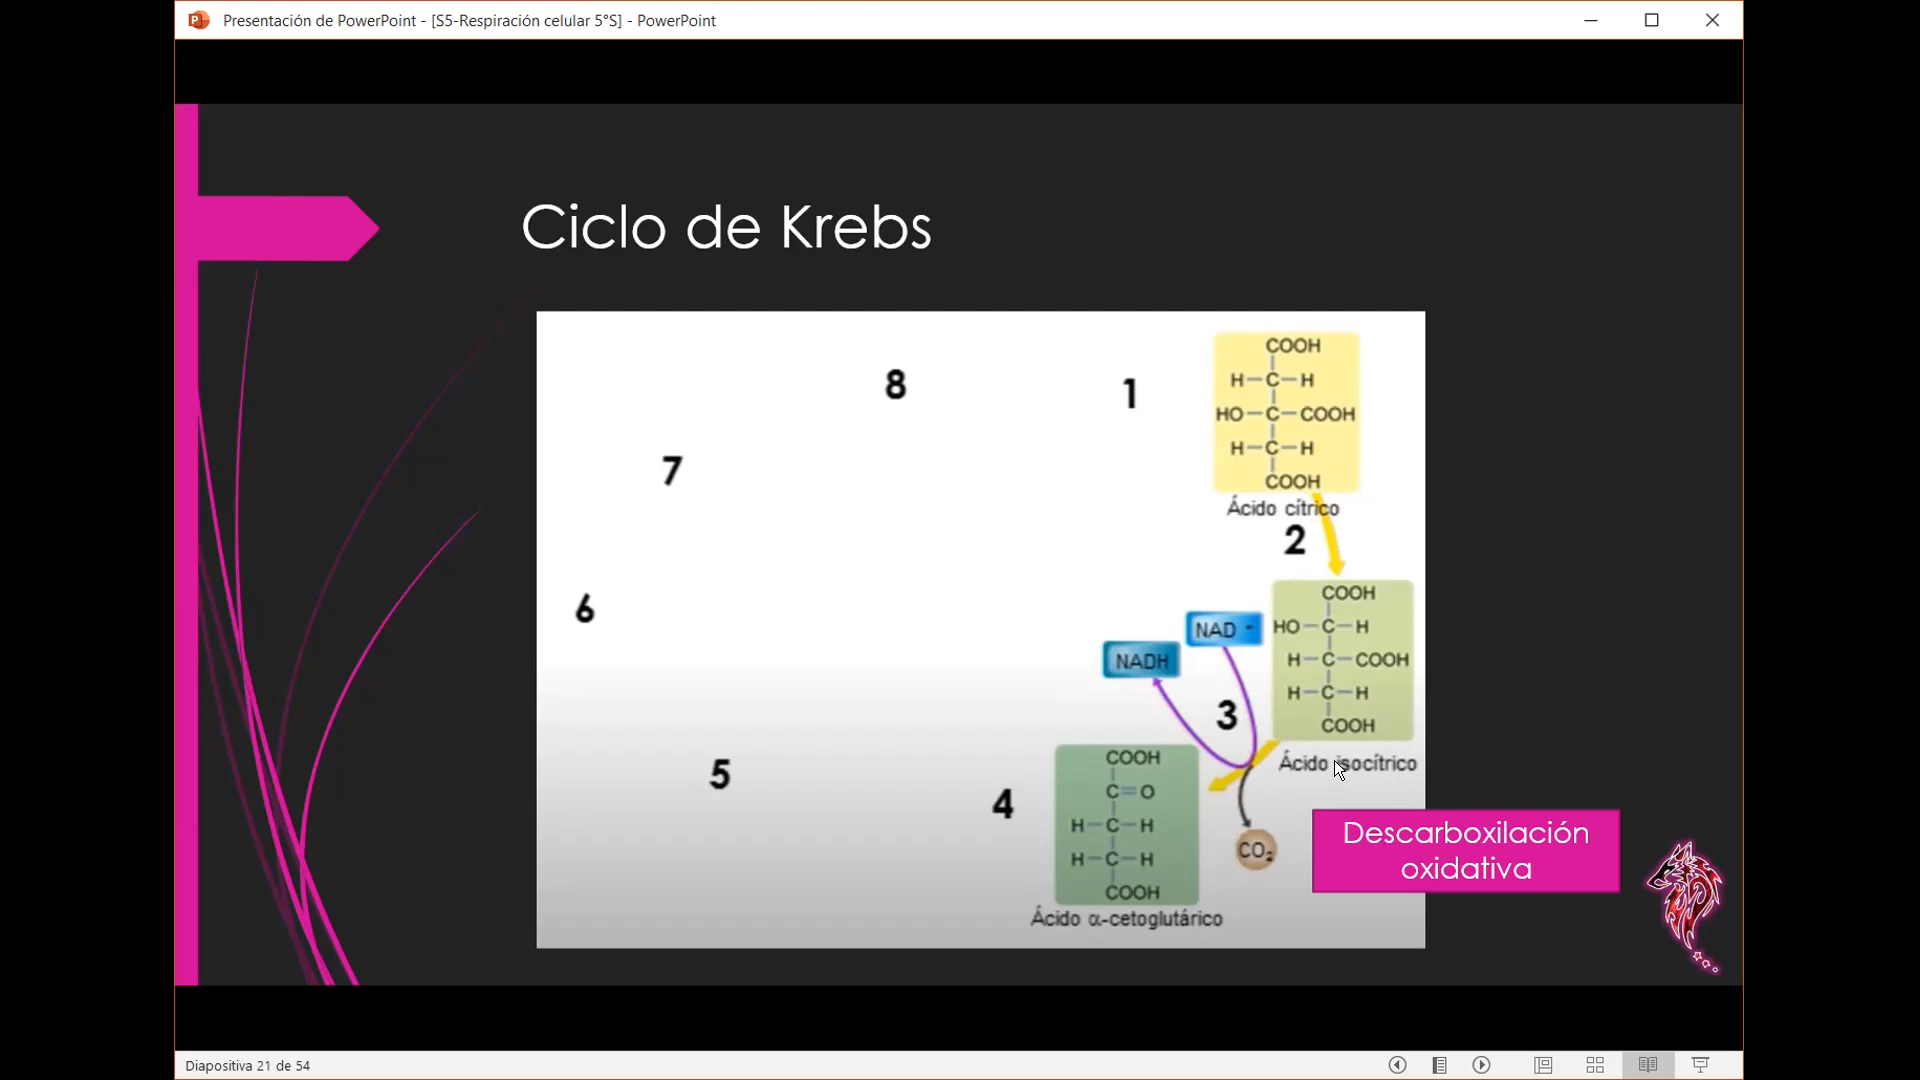 Presentación de PowerPoint - [S5-Respiración celular 5°S] - PowerPoint
Ciclo de Krebs
8
1
7
6
5
4
COOH
H-C-H
HO-C-COOH
H-C-H
COOH
Ácido cítrico
2
COOH
HO-C-H
H-C-COOH
H-C-H
COOH
Ácido isocítrico
NAD
NADH
3
CO₂
COOH
C=O
H-C-H
H-C-H
COOH
Ácido α-cetoglutárico
Descarboxilación
oxidativa
Diapositiva 21 de 54